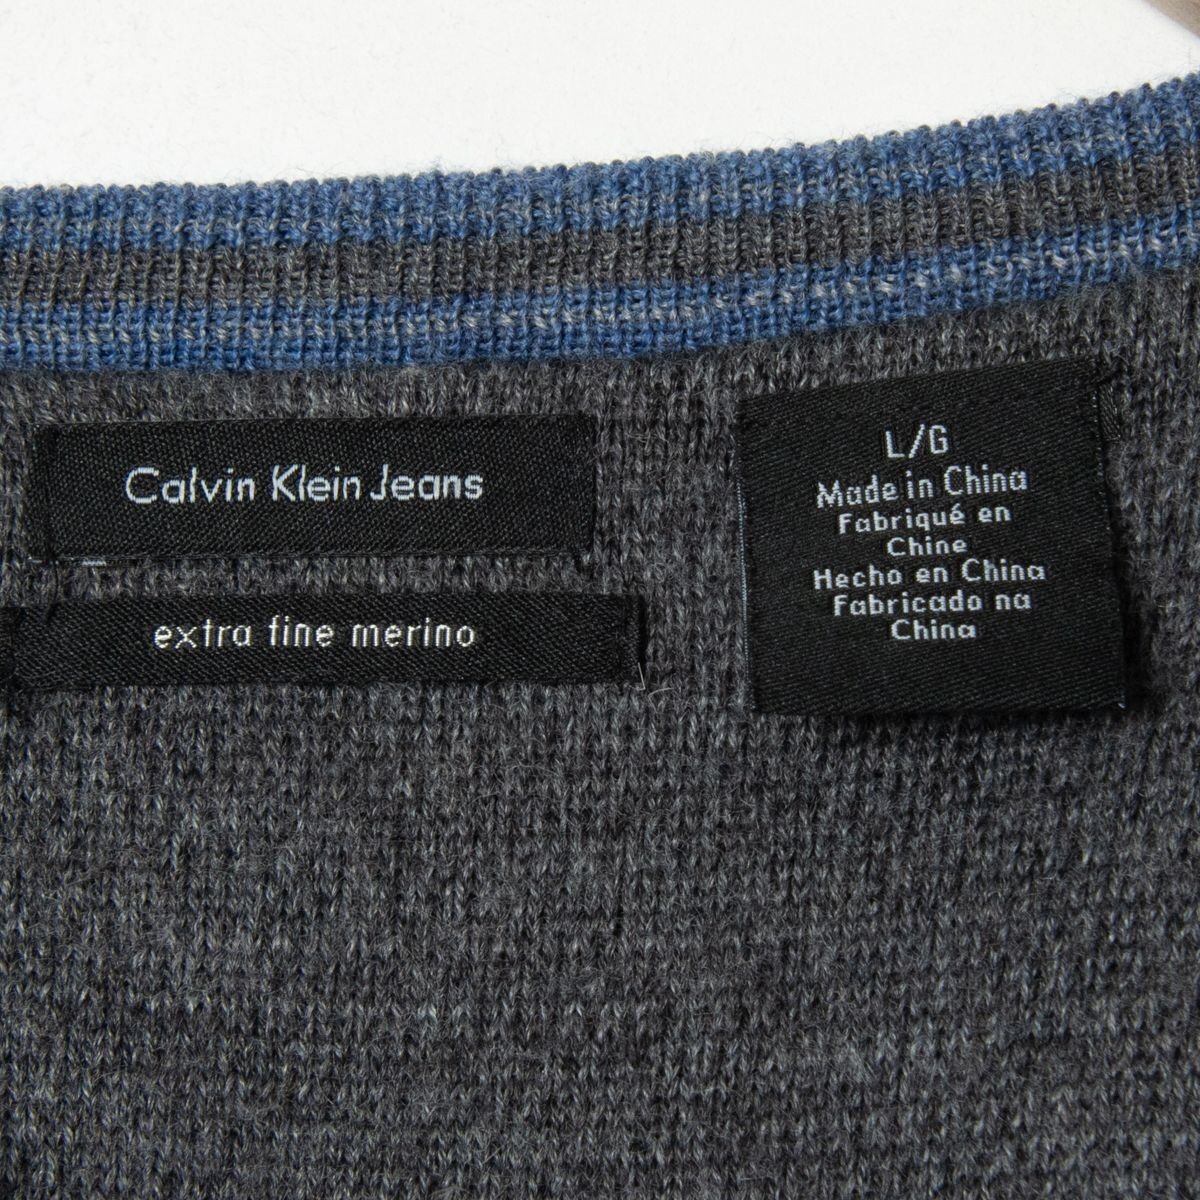 Calvin Klein Jeans
extra fine merino
L/G
Made in China
Fabriqué en
Chine
Hecho en China
Fabricado na
China